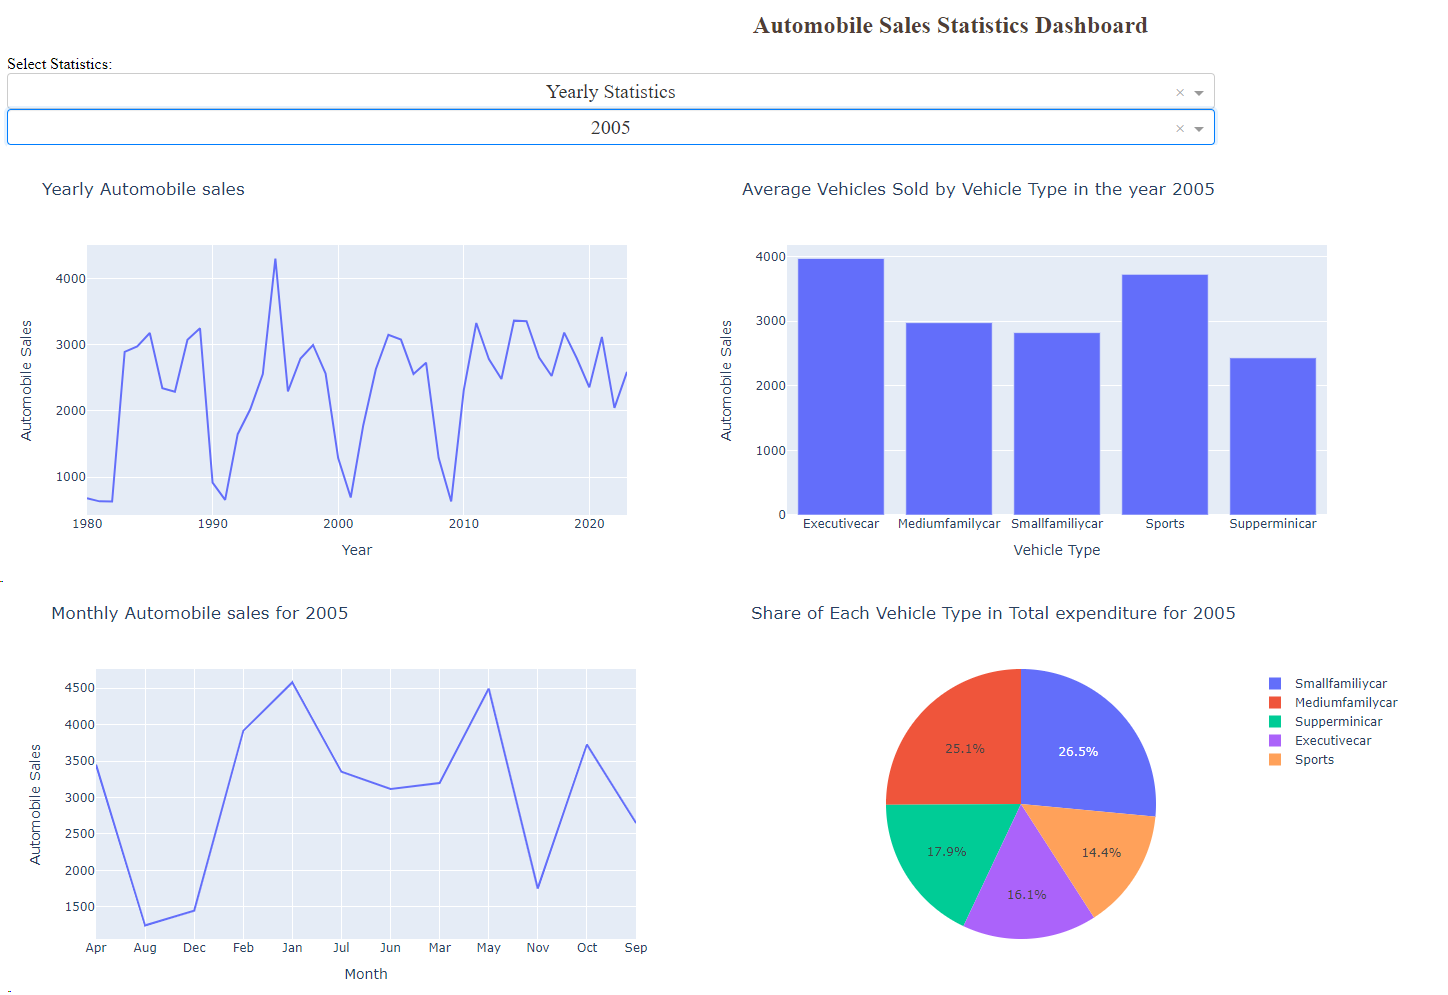 Automobile Sales Statistics Dashboard
Select Statistics:
Yearly Statistics
×
2005
×
Yearly Automobile sales
4000
3000
2000
1000
Automobile Sales
1980 1990 2000 2010 2020
Year
Average Vehicles Sold by Vehicle Type in the year 2005
4000
3000
2000
1000
0
Automobile Sales
Executivecar Mediumfamilycar Smallfamiliycar Sports Supperminicar
Vehicle Type
Monthly Automobile sales for 2005
4500
4000
3500
3000
2500
2000
1500
Automobile Sales
Apr Aug Dec Feb Jan Jul Jun Mar May Nov Oct Sep
Month
Share of Each Vehicle Type in Total expenditure for 2005
25.1%
26.5%
17.9%
14.4%
16.1%
Smallfamiliycar
Mediumfamilycar
Supperminicar
Executivecar
Sports